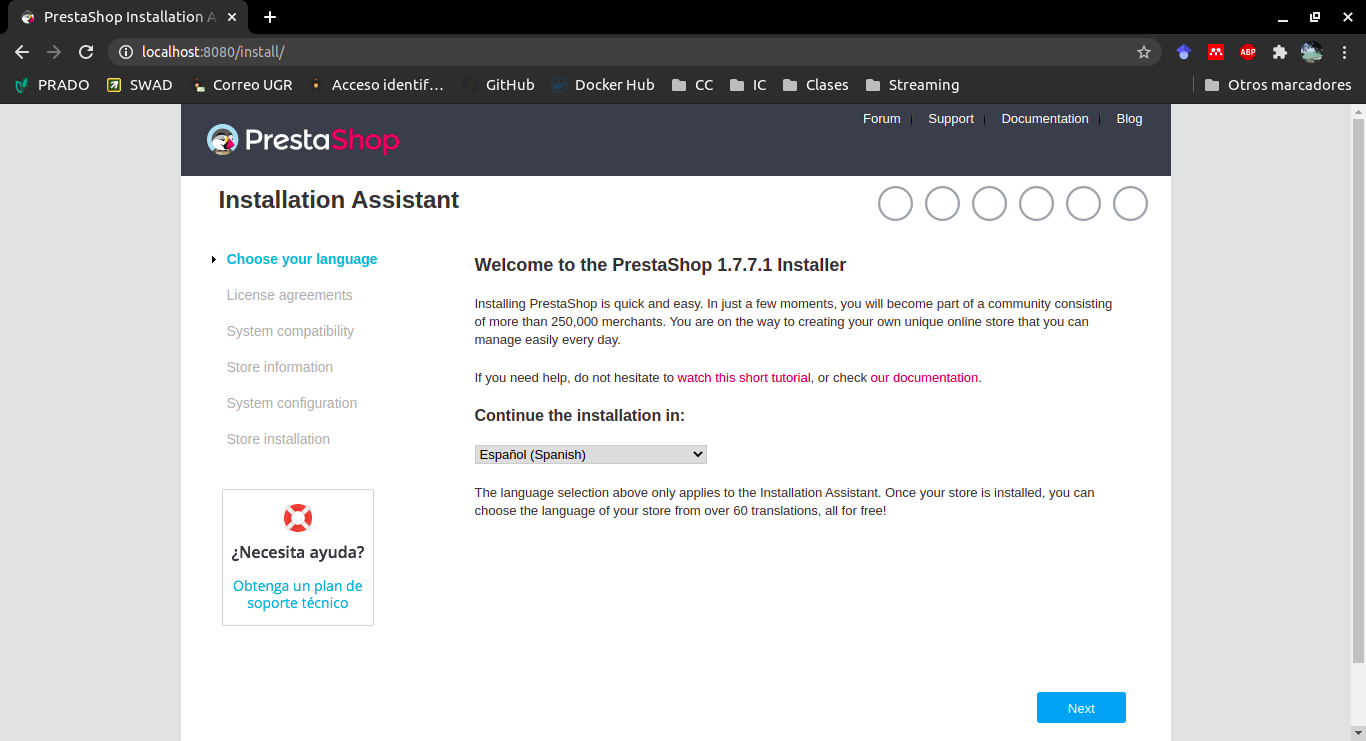 PrestaShop Installation A
localhost:8080/install/
ABP
PRADO
SWAD
Correo UGR
Acceso identif…
GitHub
Docker Hub
CC
IC
Clases
Streaming
Otros marcadores
PrestaShop
Forum
Support
Documentation
Blog
Installation Assistant
Choose your language
License agreements
System compatibility
Store information
System configuration
Store installation
¿Necesita ayuda?
Obtenga un plan de
soporte técnico
Welcome to the PrestaShop 1.7.7.1 Installer
Installing PrestaShop is quick and easy. In just a few moments, you will become part of a community consisting
of more than 250,000 merchants. You are on the way to creating your own unique online store that you can
manage easily every day.
If you need help, do not hesitate to watch this short tutorial, or check our documentation.
Continue the installation in:
Español (Spanish)
The language selection above only applies to the Installation Assistant. Once your store is installed, you can
choose the language of your store from over 60 translations, all for free!
Next